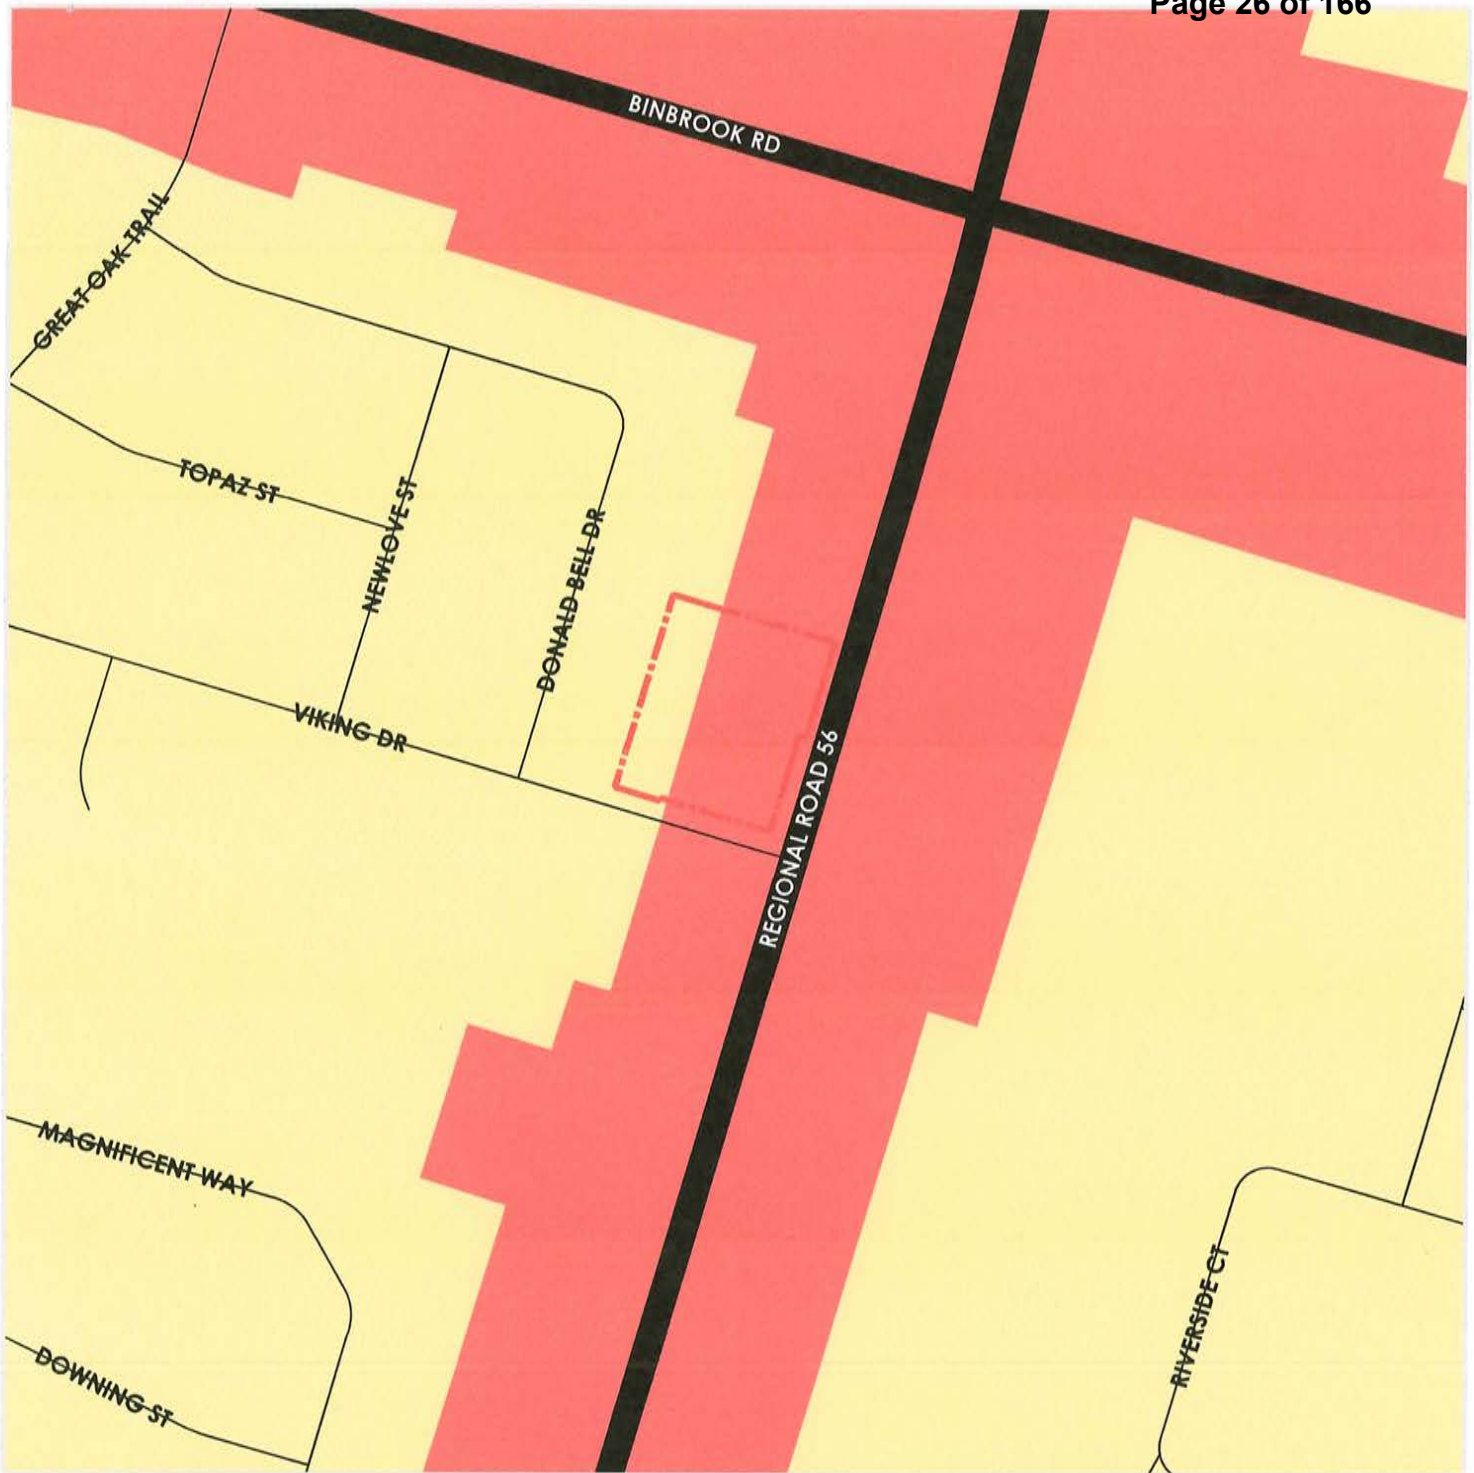 Page 26 of 166
BINBROOK RD
GREAT OAK TRAIL
TOPAZ ST
NEWLOVE ST
DONALD BELL DR
VIKING DR
REGIONAL ROAD 56
MAGNIFICENT WAY
RIVERSIDE CT
DOWNING ST